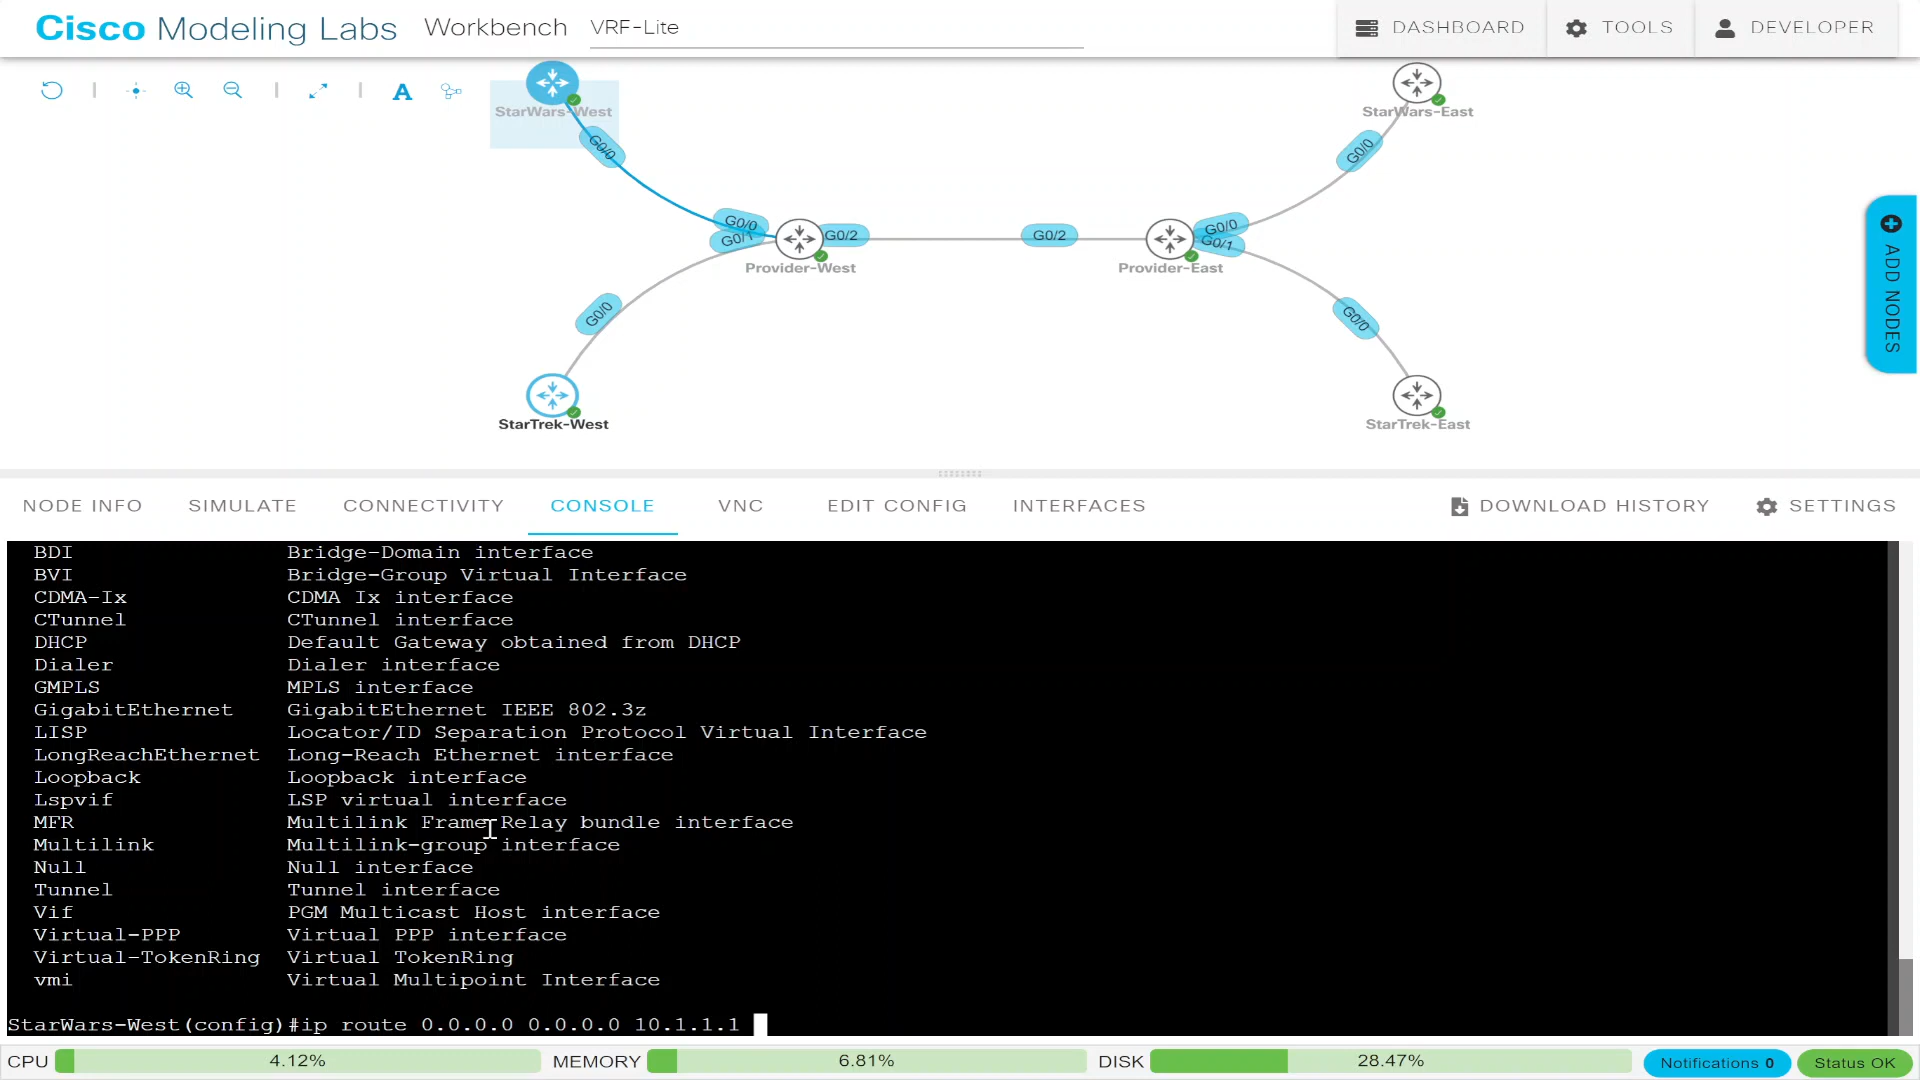 Cisco Modeling Labs Workbench VRF-Lite DASHBOARD TOOLS DEVELOPER
A
StarWars-West StarWars-East
G0/0 G0/0
G0/0 G0/2 G0/2 G0/0
G0/1 G0/1
Provider-West Provider-East
ADD NODES
G0/0 G0/0
StarTrek-West StarTrek-East
NODE INFO SIMULATE CONNECTIVITY CONSOLE VNC EDIT CONFIG INTERFACES DOWNLOAD HISTORY SETTINGS
BDI Bridge-Domain interface
BVI Bridge-Group Virtual Interface
CDMA-Ix CDMA Ix interface
CTunnel CTunnel interface
DHCP Default Gateway obtained from DHCP
Dialer Dialer interface
GMPLS MPLS interface
GigabitEthernet GigabitEthernet IEEE 802.3z
LISP Locator/ID Separation Protocol Virtual Interface
LongReachEthernet Long-Reach Ethernet interface
Loopback Loopback interface
Lspvif LSP virtual interface
MFR Multilink Frame Relay bundle interface
Multilink Multilink-group interface
Null Null interface
Tunnel Tunnel interface
Vif PGM Multicast Host interface
Virtual-PPP Virtual PPP interface
Virtual-TokenRing Virtual TokenRing
vmi Virtual Multipoint Interface
StarWars-West(config)#ip route 0.0.0.0 0.0.0.0 10.1.1.1
CPU 4.12% MEMORY 6.81% DISK 28.47% Notifications 0 Status OK